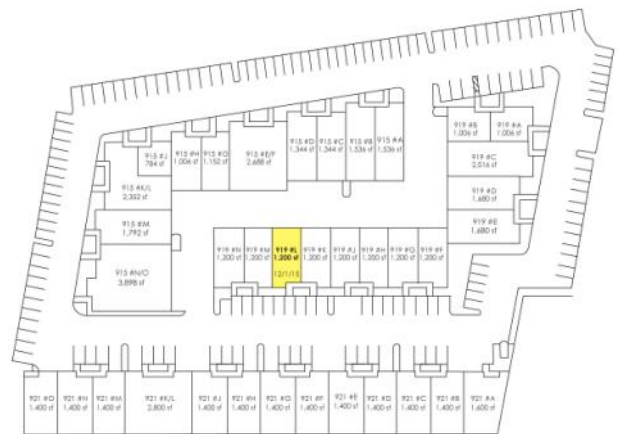 919 #B
1,006 sf
919 #A
1,006 sf
915 #J
784 sf
915 #H
1,006 sf
915 #G
1,152 sf
915 #E/F
2,688 sf
915 #D
1,344 sf
915 #C
1,344 sf
915 #B
1,536 sf
915 #A
1,536 sf
919 #C
2,016 sf
915 #K/L
2,352 sf
919 #D
1,680 sf
915 #M
1,792 sf
919 #E
1,680 sf
915 #N/O
3,898 sf
919 #N
1,200 sf
919 #M
1,200 sf
919 #L
1,200 sf
12/1/15
919 #K
1,200 sf
919 #J
1,200 sf
919 #H
1,200 sf
919 #G
1,200 sf
919 #F
1,200 sf
921 #O
1,400 sf
921 #N
1,400 sf
921 #M
1,400 sf
921 #K/L
2,800 sf
921 #J
1,400 sf
921 #H
1,400 sf
921 #G
1,400 sf
921 #F
1,400 sf
921 #E
1,400 sf
921 #D
1,400 sf
921 #C
1,400 sf
921 #B
1,400 sf
921 #A
1,600 sf